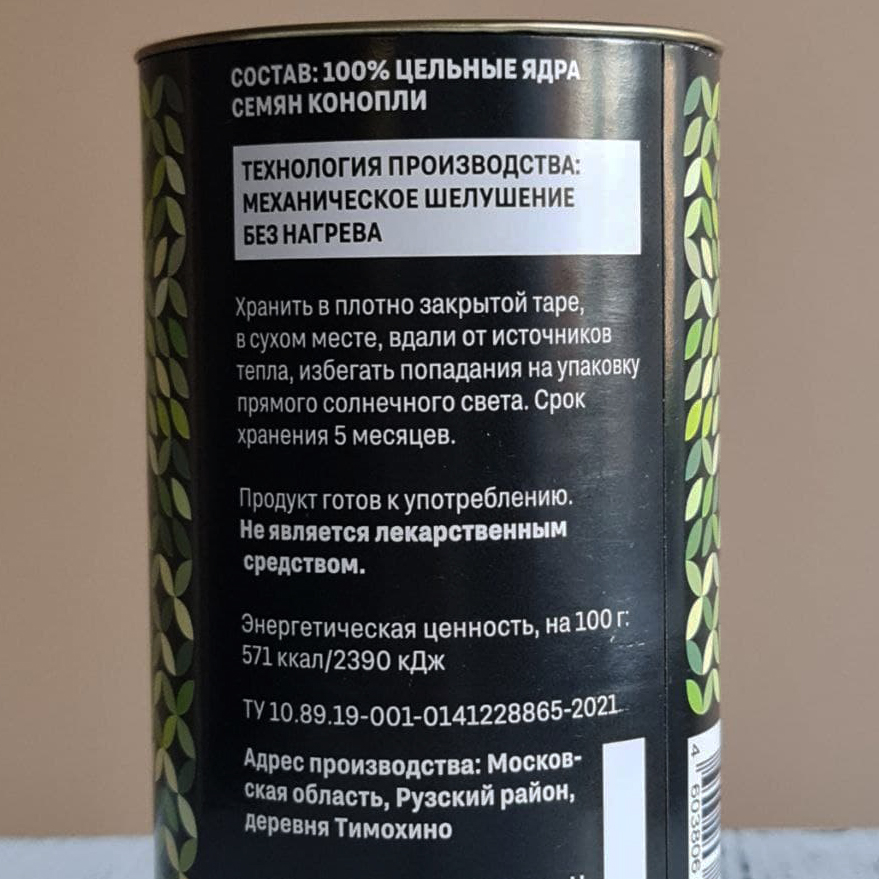 СОСТАВ: 100% ЦЕЛЬНЫЕ ЯДРА
СЕМЯН КОНОПЛИ
ТЕХНОЛОГИЯ ПРОИЗВОДСТВА:
МЕХАНИЧЕСКОЕ ШЕЛУШЕНИЕ
БЕЗ НАГРЕВА
Хранить в плотно закрытой таре,
в сухом месте, вдали от источников
тепла, избегать попадания на упаковку
прямого солнечного света. Срок
хранения 5 месяцев.
Продукт готов к употреблению.
Не является лекарственным
средством.
Энергетическая ценность, на 100 г:
571 ккал/2390 кДж
ТУ 10.89.19-001-0141228865-2021
Адрес производства: Москов-
ская область, Рузский район,
деревня Тимохино
4 603806